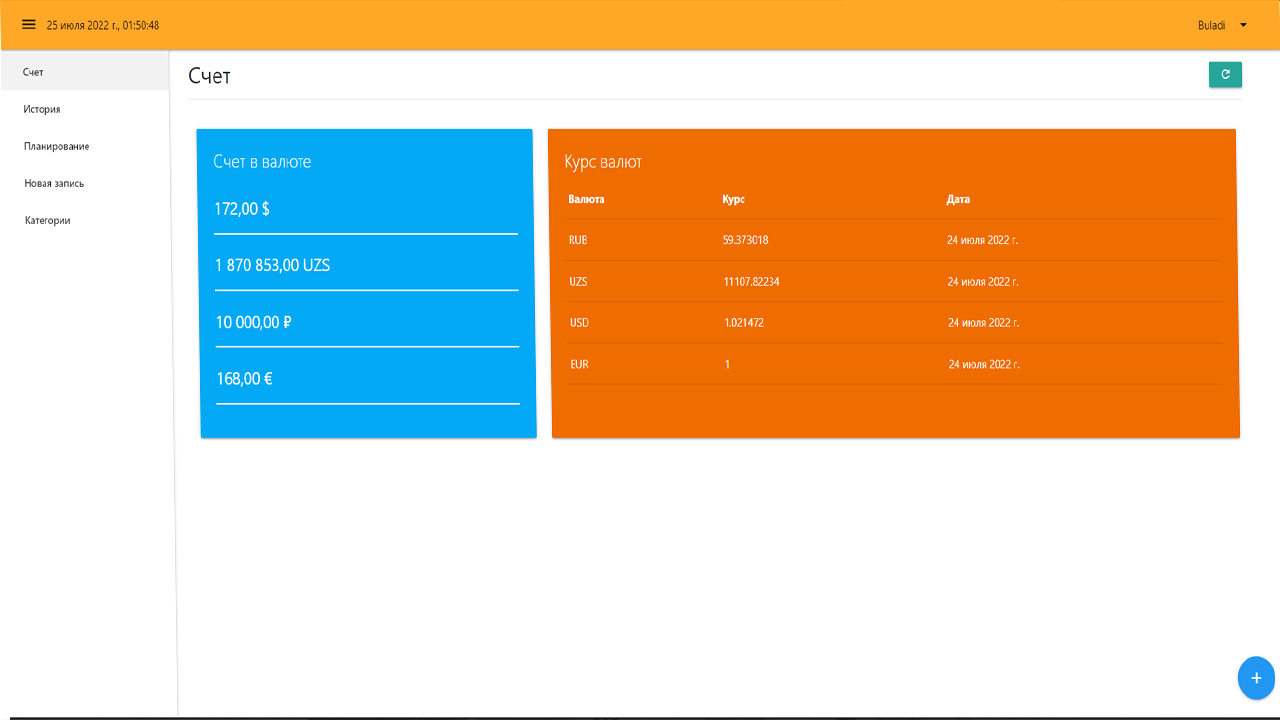 25 июля 2022 г., 01:50:48
Buladi
Счет
История
Планирование
Новая запись
Категории
Счет
Счет в валюте
172,00 $
1 870 853,00 UZS
10 000,00 ₽
168,00 €
Курс валют
Валюта Курс Дата
RUB 59.373018 24 июля 2022 г.
UZS 11107.82234 24 июля 2022 г.
USD 1.021472 24 июля 2022 г.
EUR 1 24 июля 2022 г.